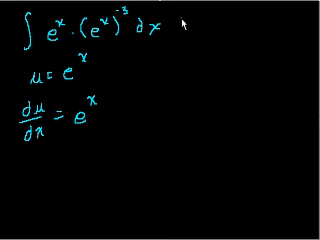 ∫ e^x · (e^x)^-3 dx
u = e^x
du/dx = e^x